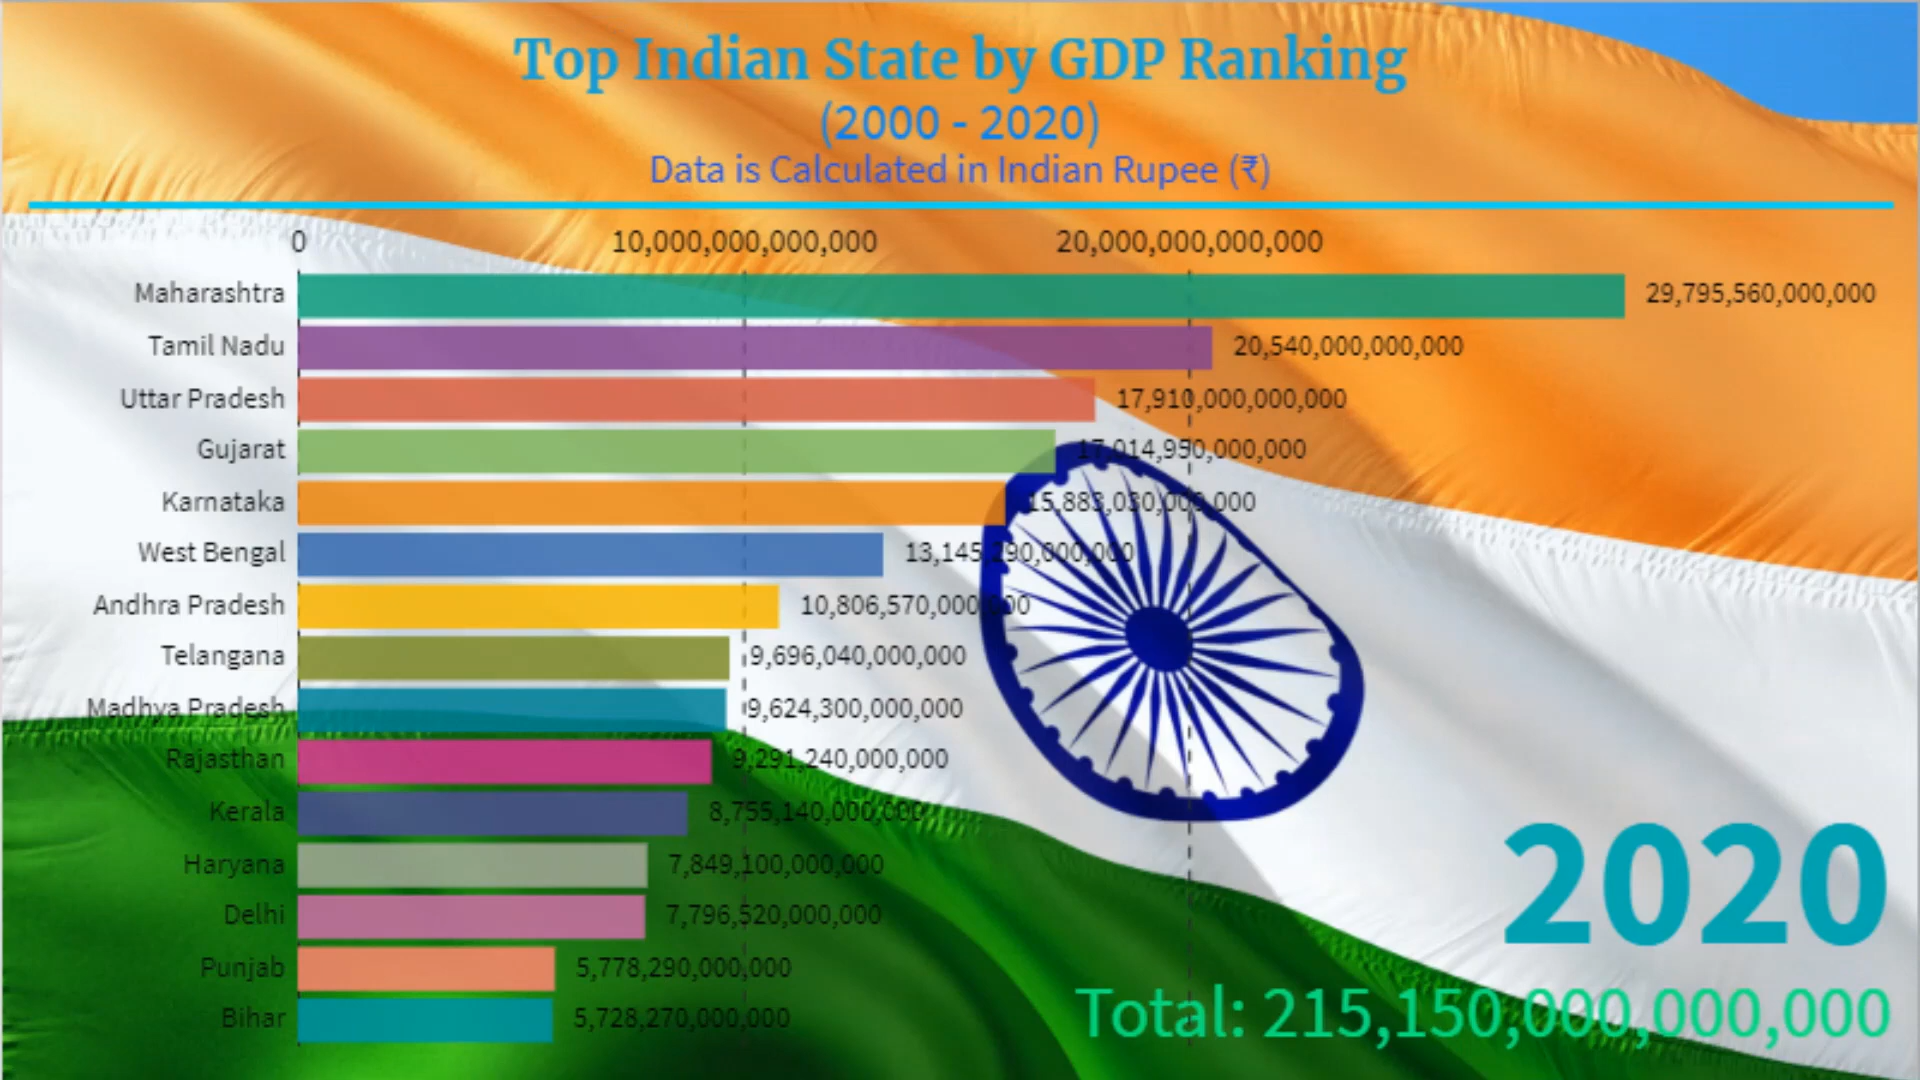 Top Indian State by GDP Ranking
(2000 - 2020)
Data is Calculated in Indian Rupee (₹)
0 10,000,000,000,000 20,000,000,000,000
Maharashtra 29,795,560,000,000
Tamil Nadu 20,540,000,000,000
Uttar Pradesh 17,910,000,000,000
Gujarat 17,014,950,000,000
Karnataka 15,883,030,000,000
West Bengal 13,145,290,000,000
Andhra Pradesh 10,806,570,000,000
Telangana 9,696,040,000,000
Madhya Pradesh 9,624,300,000,000
Rajasthan 9,291,240,000,000
Kerala 8,755,140,000,000
Haryana 7,849,100,000,000
Delhi 7,796,520,000,000
Punjab 5,778,290,000,000
Bihar 5,728,270,000,000
2020
Total: 215,150,000,000,000